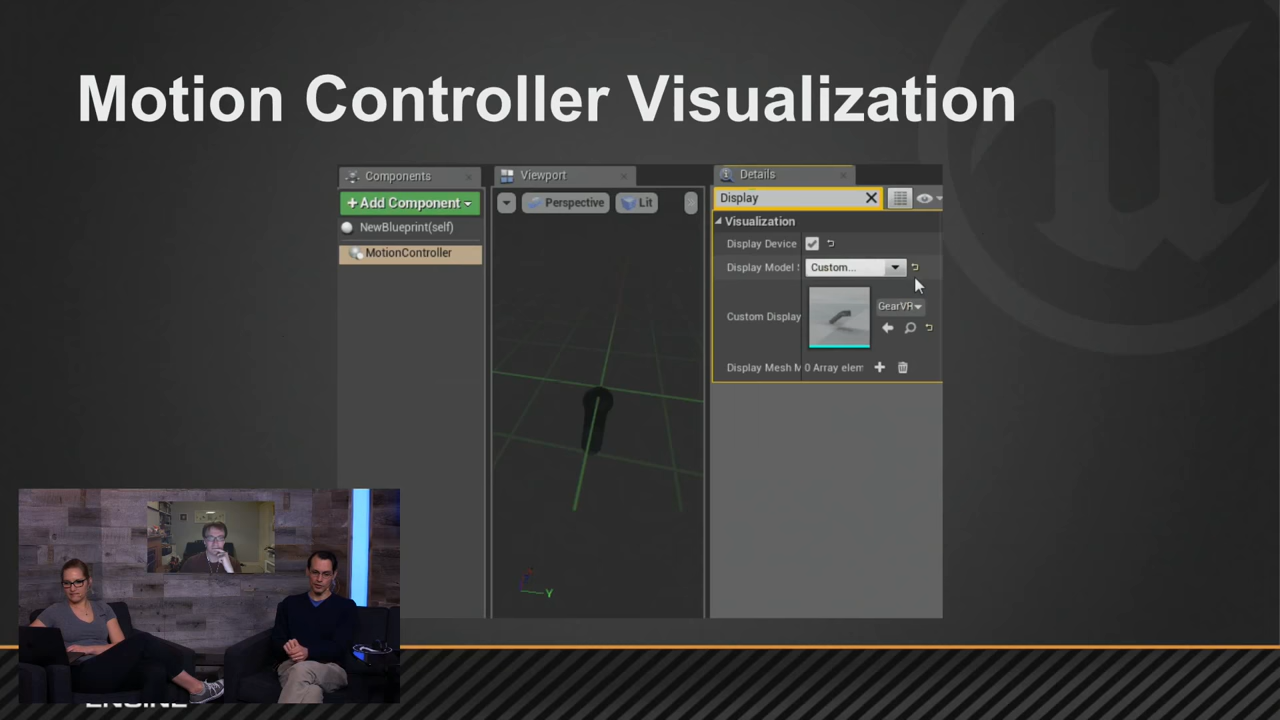 Motion Controller Visualization
Components
Viewport
Details
+Add Component
Perspective
Lit
Display
NewBlueprint(self)
Visualization
MotionController
Display Device
Display Model
Custom...
Custom Display
GearVR
Display Mesh M 0 Array elem
Y
ENGINE